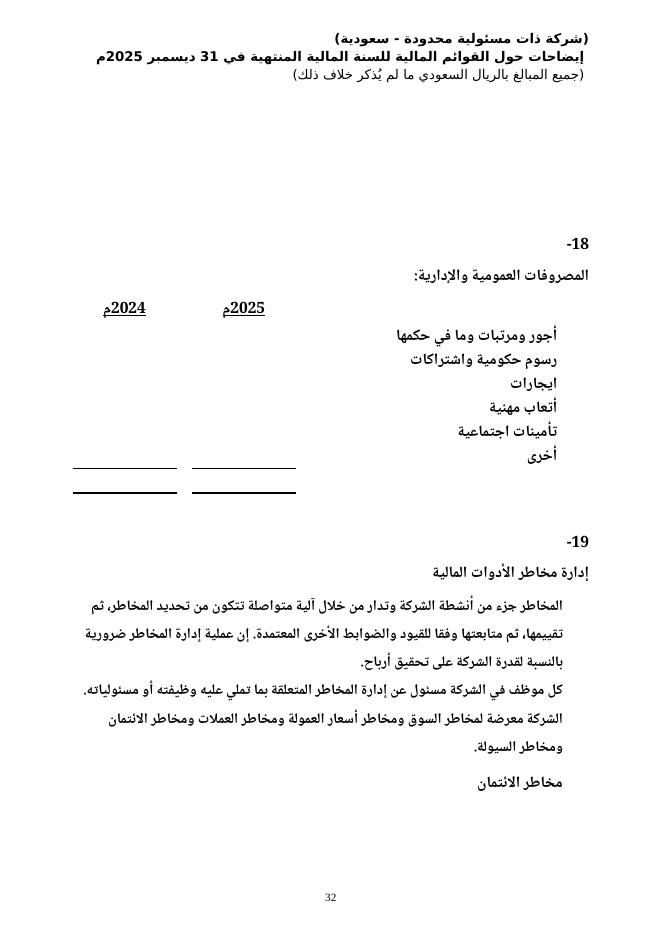 (شركة ذات مسئولية محدودة - سعودية)
إيضاحات حول القوائم المالية للسنة المالية المنتهية في 31 ديسمبر 2025م
(جميع المبالغ بالريال السعودي ما لم يُذكر خلاف ذلك)
18-
المصروفات العمومية والإدارية:
2025م 2024م
أجور ومرتبات وما في حكمها
رسوم حكومية واشتراكات
ايجارات
أتعاب مهنية
تأمينات اجتماعية
أخرى
19-
إدارة مخاطر الأدوات المالية
المخاطر جزء من أنشطة الشركة وتدار من خلال آلية متواصلة تتكون من تحديد المخاطر، ثم
تقييمها، ثم متابعتها وفقا للقيود والضوابط الأخرى المعتمدة. إن عملية إدارة المخاطر ضرورية
بالنسبة لقدرة الشركة على تحقيق أرباح.
كل موظف في الشركة مسئول عن إدارة المخاطر المتعلقة بما تملي عليه وظيفته أو مسئولياته.
الشركة معرضة لمخاطر السوق ومخاطر أسعار العمولة ومخاطر العملات ومخاطر الائتمان
ومخاطر السيولة.
مخاطر الائتمان
32